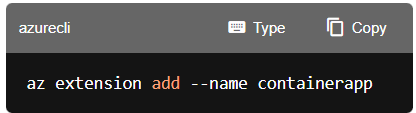 azurecli Type Copy
az extension add --name containerapp